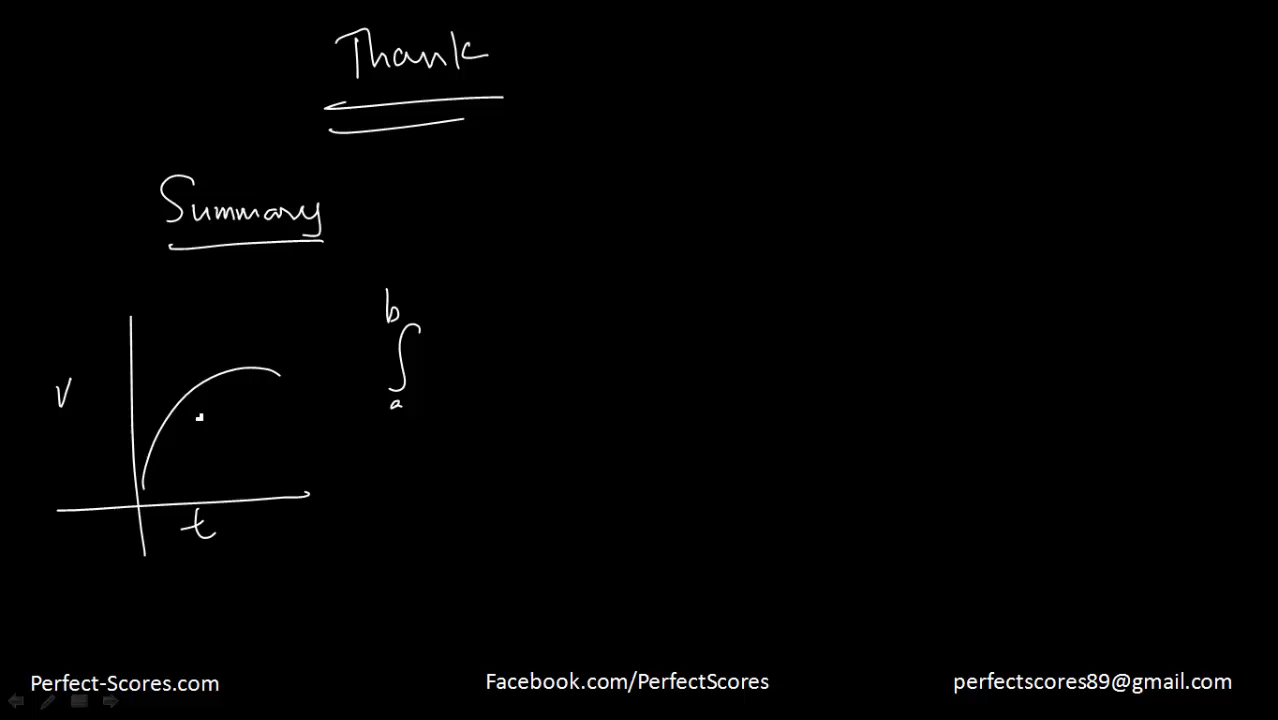 Thank
Summary
b
∫
a
V
t
Perfect-Scores.com
Facebook.com/PerfectScores
perfectscores89@gmail.com